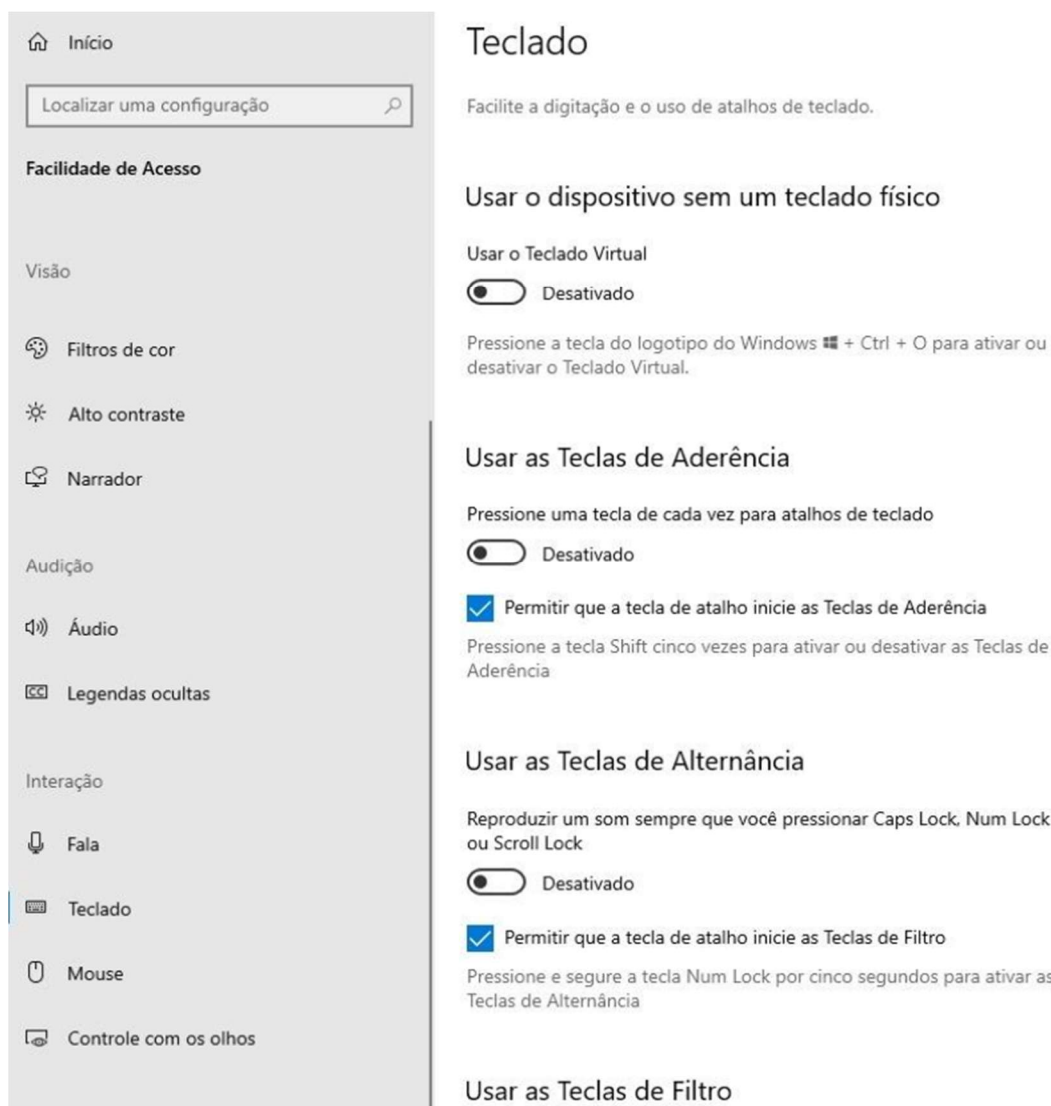 Início
Localizar uma configuração
Facilidade de Acesso
Visão
Filtros de cor
Alto contraste
Narrador
Audição
Áudio
CC
Legendas ocultas
Interação
Fala
Teclado
Mouse
Controle com os olhos
Teclado
Facilite a digitação e o uso de atalhos de teclado.
Usar o dispositivo sem um teclado físico
Usar o Teclado Virtual
Desativado
Pressione a tecla do logotipo do Windows + Ctrl + O para ativar ou
desativar o Teclado Virtual.
Usar as Teclas de Aderência
Pressione uma tecla de cada vez para atalhos de teclado
Desativado
Permitir que a tecla de atalho inicie as Teclas de Aderência
Pressione a tecla Shift cinco vezes para ativar ou desativar as Teclas de
Aderência
Usar as Teclas de Alternância
Reproduzir um som sempre que você pressionar Caps Lock, Num Lock
ou Scroll Lock
Desativado
Permitir que a tecla de atalho inicie as Teclas de Filtro
Pressione e segure a tecla Num Lock por cinco segundos para ativar as
Teclas de Alternância
Usar as Teclas de Filtro